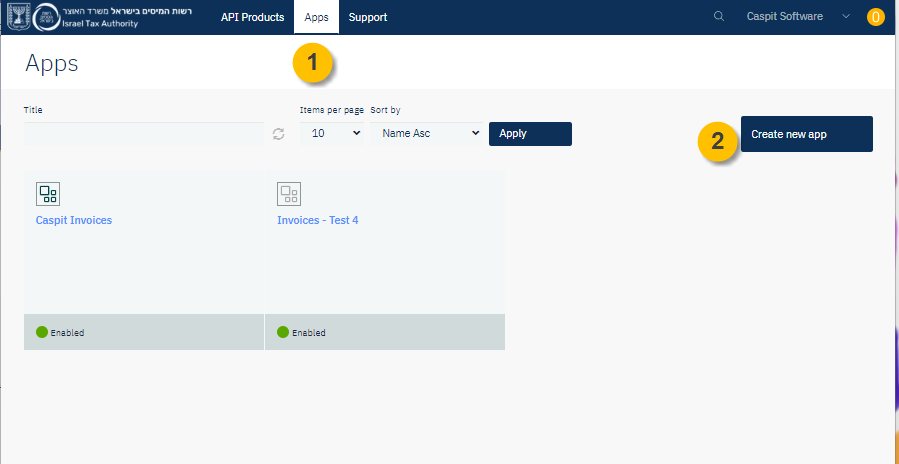 רשות המיסים בישראל משרד האוצר
Israel Tax Authority
API Products Apps Support
Caspit Software
0
Apps
1
Title
Items per page Sort by
10 Name Asc Apply
2
Create new app
Caspit Invoices
Invoices - Test 4
Enabled
Enabled